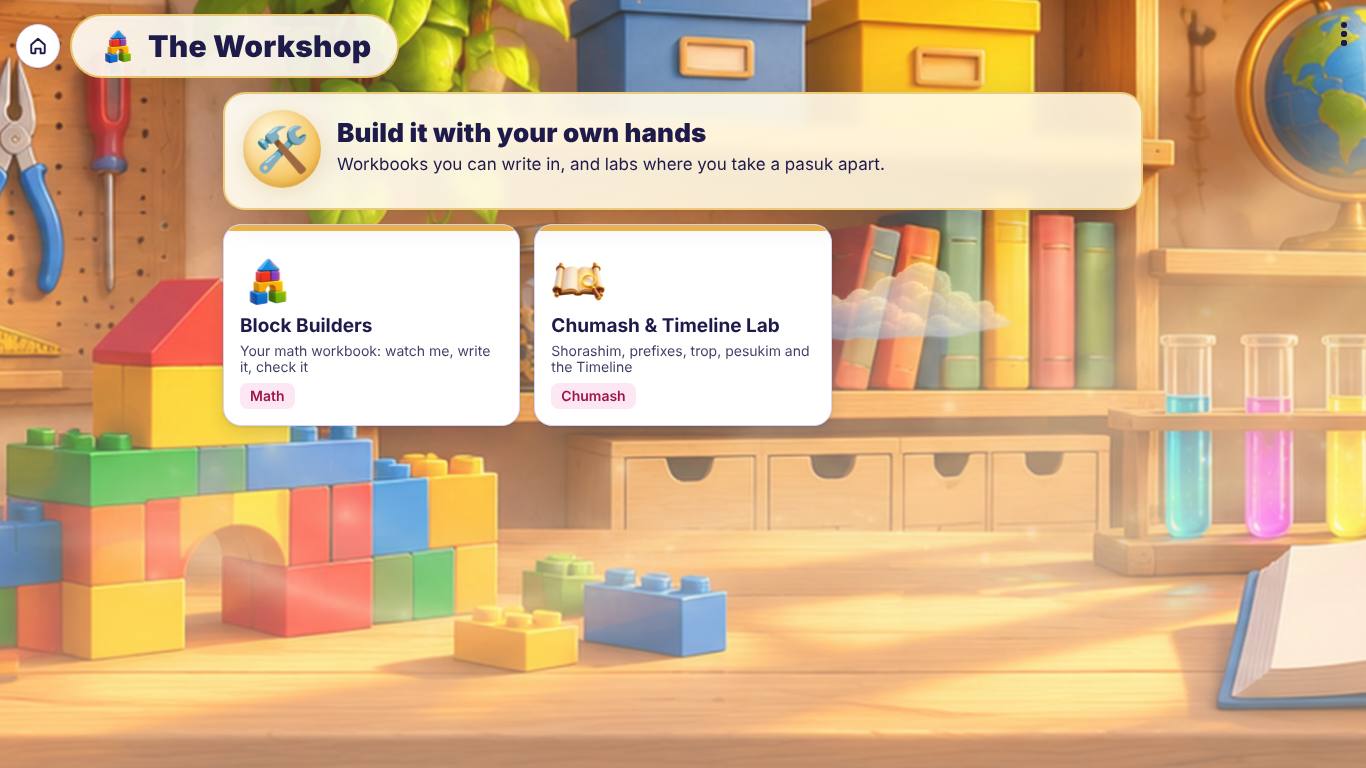 The Workshop
Build it with your own hands
Workbooks you can write in, and labs where you take a pasuk apart.
Block Builders
Your math workbook: watch me, write
it, check it
Math
Chumash & Timeline Lab
Shorashim, prefixes, trop, pesukim and
the Timeline
Chumash